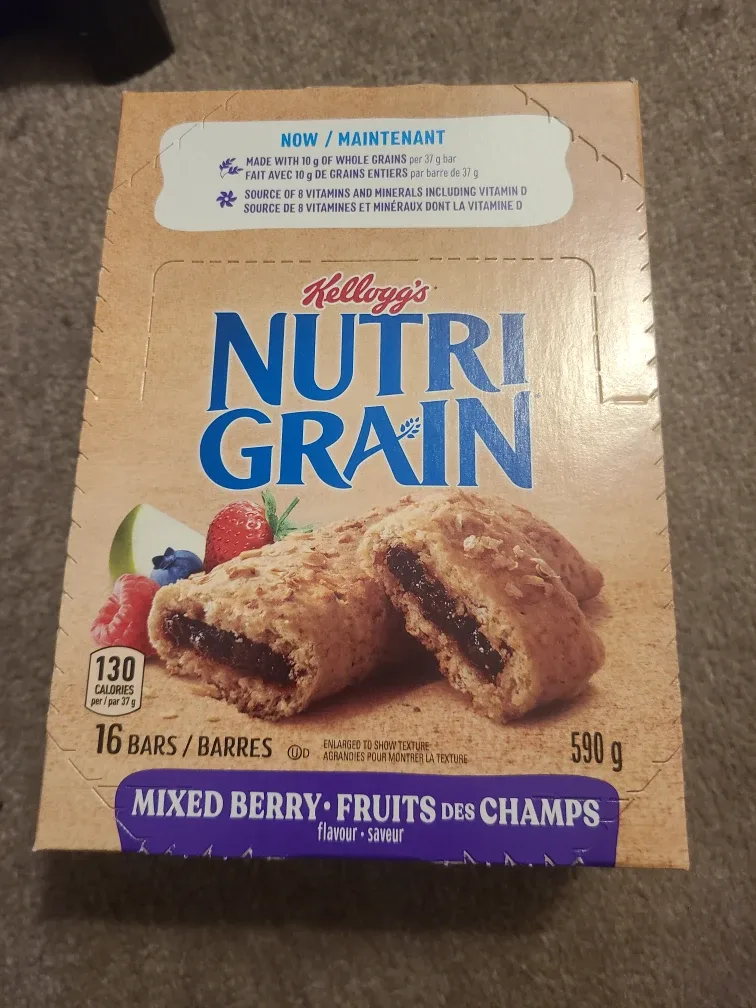 NOW / MAINTENANT
MADE WITH 10 g OF WHOLE GRAINS per 37 g bar
FAIT AVEC 10 g DE GRAINS ENTIERS par barre de 37 g
SOURCE OF 8 VITAMINS AND MINERALS INCLUDING VITAMIN D
SOURCE DE 8 VITAMINES ET MINÉRAUX DONT LA VITAMINE D
Kellogg's
NUTRI
GRAIN
130
CALORIES
per / par 37 g
16 BARS / BARRES
U D
ENLARGED TO SHOW TEXTURE
AGRANDIES POUR MONTRER LA TEXTURE
590 g
MIXED BERRY • FRUITS DES CHAMPS
flavour • saveur